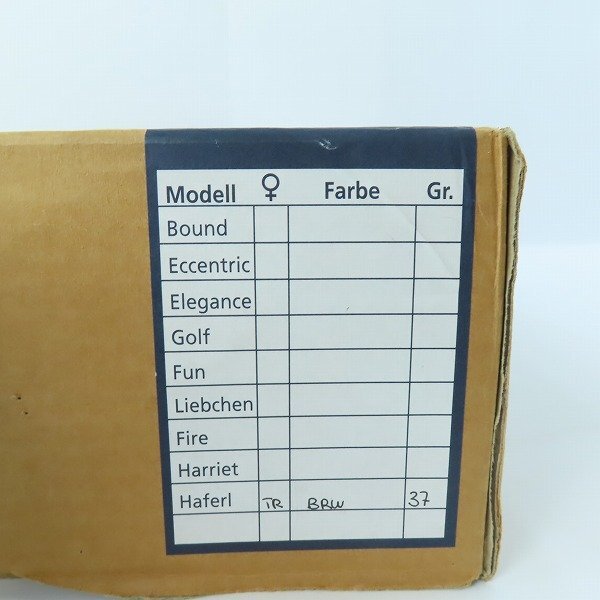 Modell ♀ Farbe Gr.
Bound
Eccentric
Elegance
Golf
Fun
Liebchen
Fire
Harriet
Haferl TR BRW 37